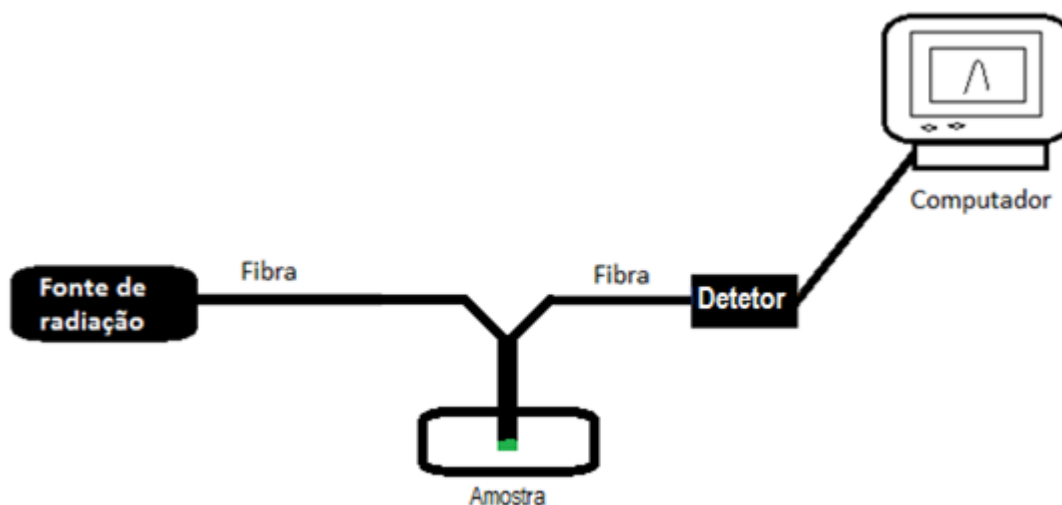 Computador
Fibra
Fibra
Fonte de
radiação
Detetor
Amostra